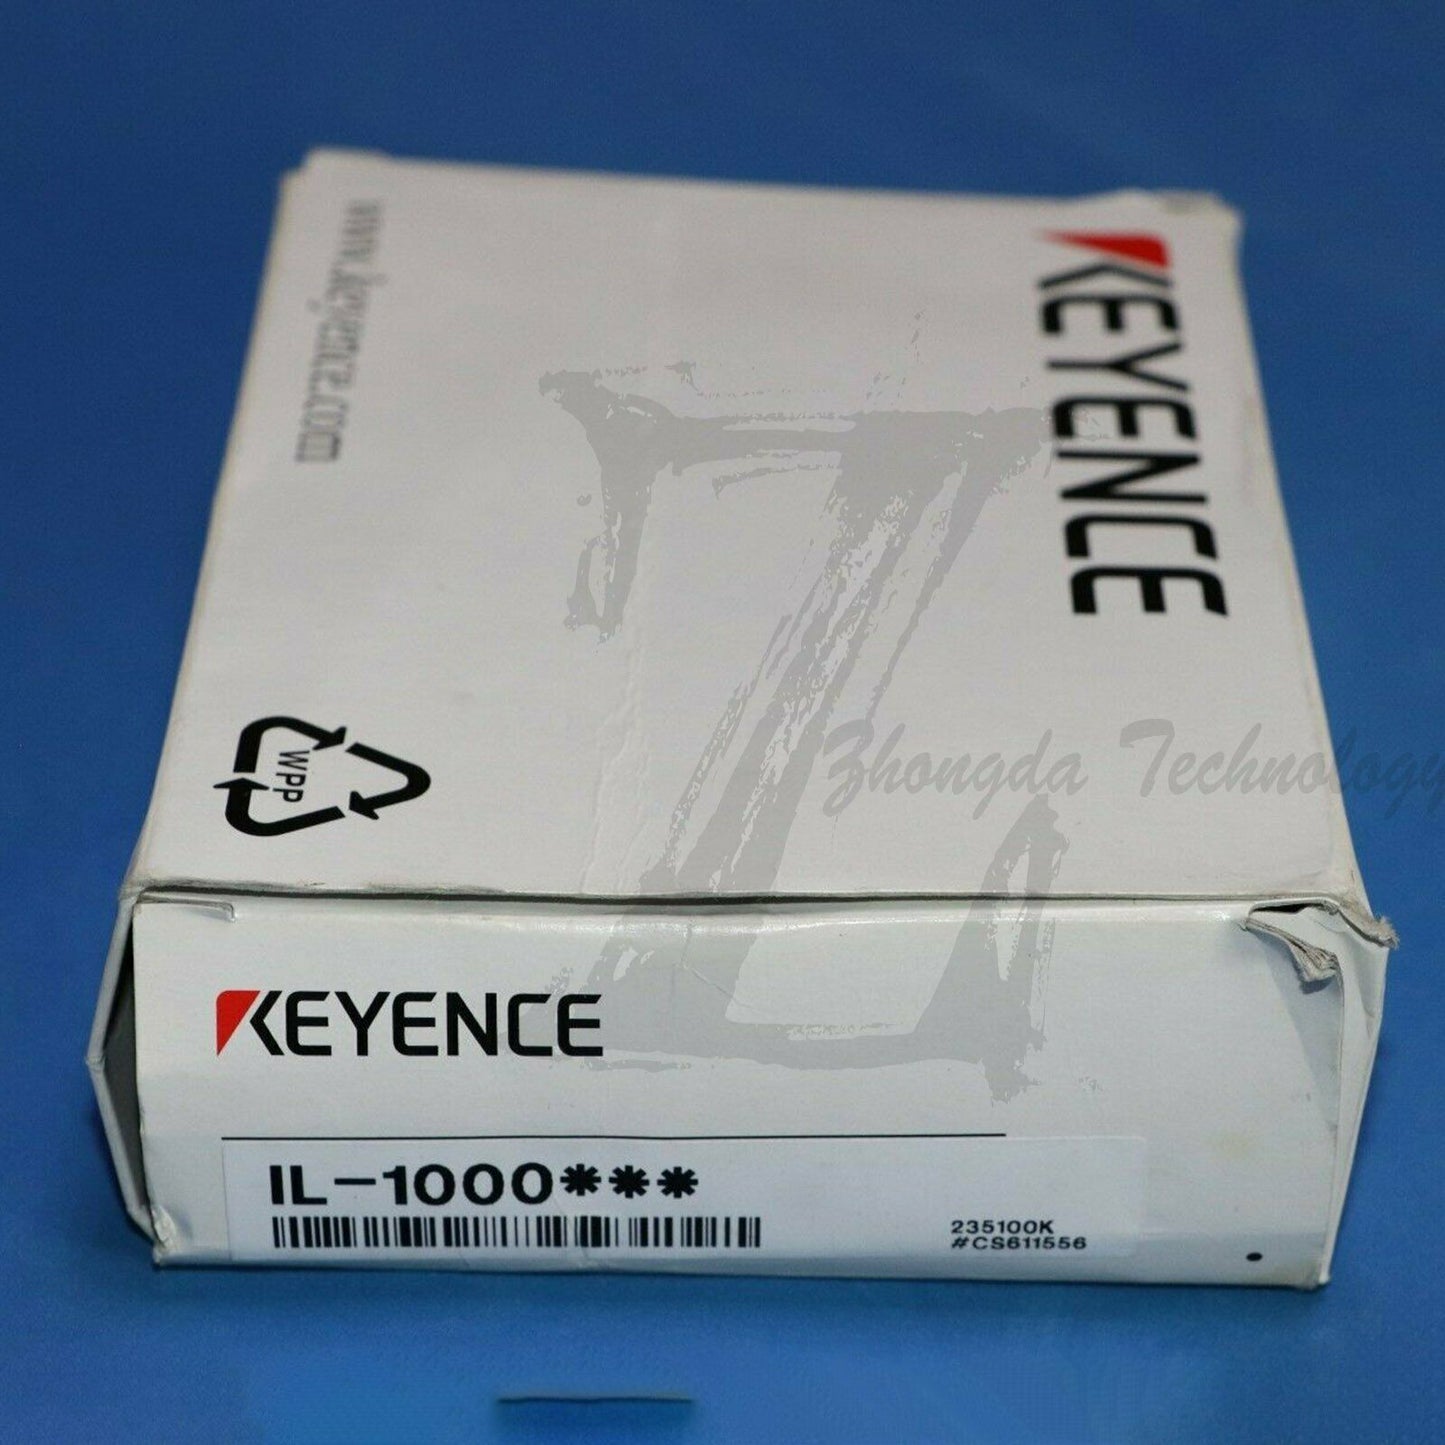 www.keyence.com
KEYENCE
WPP
Zhongda Technology
KEYENCE
IL-1000✱✱✱
235100K
#CS611556